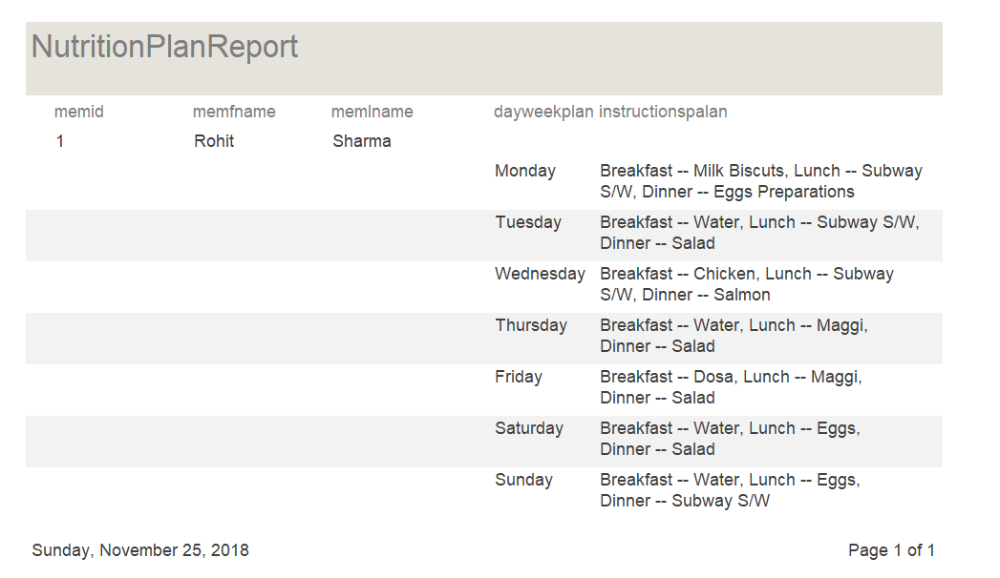 NutritionPlanReport
memid memfname memlname dayweekplan instructionspalan
1 Rohit Sharma
Monday Breakfast -- Milk Biscuts, Lunch -- Subway
S/W, Dinner -- Eggs Preparations
Tuesday Breakfast -- Water, Lunch -- Subway S/W,
Dinner -- Salad
Wednesday Breakfast -- Chicken, Lunch -- Subway
S/W, Dinner -- Salmon
Thursday Breakfast -- Water, Lunch -- Maggi,
Dinner -- Salad
Friday Breakfast -- Dosa, Lunch -- Maggi,
Dinner -- Salad
Saturday Breakfast -- Water, Lunch -- Eggs,
Dinner -- Salad
Sunday Breakfast -- Water, Lunch -- Eggs,
Dinner -- Subway S/W
Sunday, November 25, 2018 Page 1 of 1